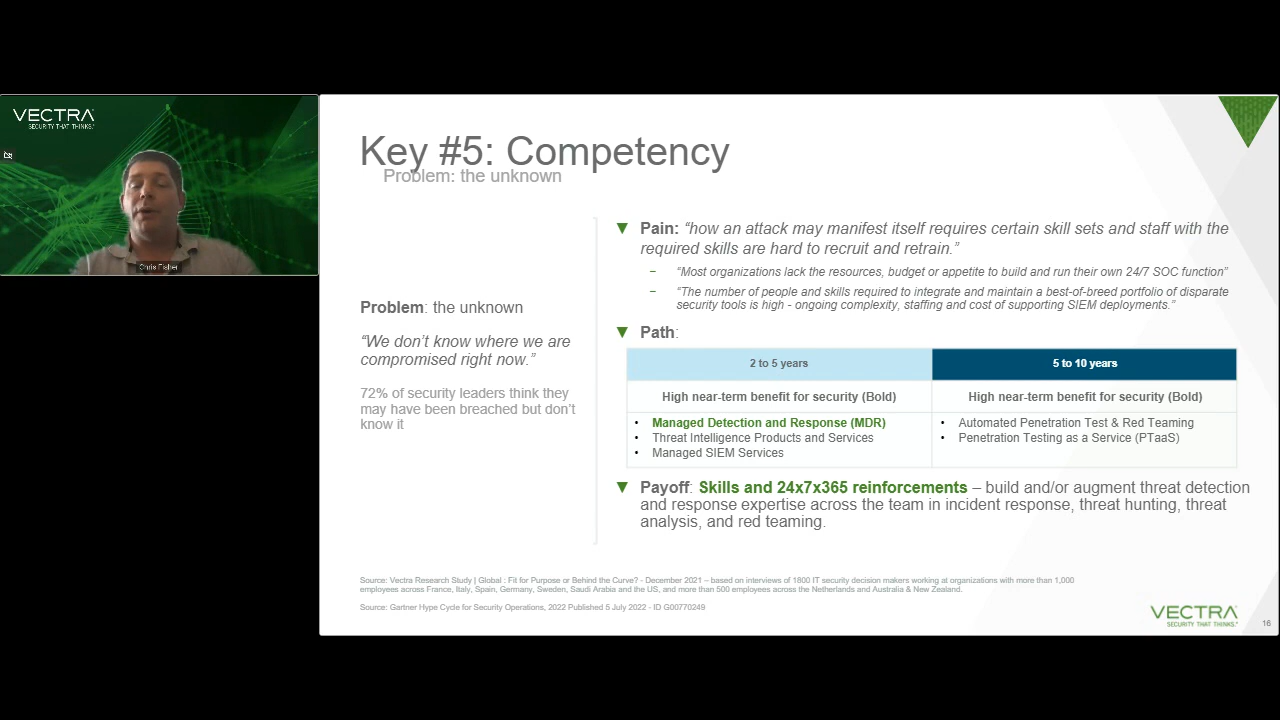 VECTRA
SECURITY THAT THINKS.
Chris Fisher
Key #5: Competency
Problem: the unknown
Problem: the unknown
“We don’t know where we are
compromised right now.”
72% of security leaders think they
may have been breached but don’t
know it
▼ Pain: “how an attack may manifest itself requires certain skill sets and staff with the
required skills are hard to recruit and retrain.”
– “Most organizations lack the resources, budget or appetite to build and run their own 24/7 SOC function”
– “The number of people and skills required to integrate and maintain a best-of-breed portfolio of disparate
security tools is high - ongoing complexity, staffing and cost of supporting SIEM deployments.”
▼ Path:
2 to 5 years
5 to 10 years
High near-term benefit for security (Bold)
High near-term benefit for security (Bold)
• Managed Detection and Response (MDR)
• Threat Intelligence Products and Services
• Managed SIEM Services
• Automated Penetration Test & Red Teaming
• Penetration Testing as a Service (PTaaS)
▼ Payoff: Skills and 24x7x365 reinforcements – build and/or augment threat detection
and response expertise across the team in incident response, threat hunting, threat
analysis, and red teaming.
Source: Vectra Research Study | Global : Fit for Purpose or Behind the Curve? - December 2021 – based on interviews of 1800 IT security decision makers working at organizations with more than 1,000
employees across France, Italy, Spain, Germany, Sweden, Saudi Arabia and the US, and more than 500 employees across the Netherlands and Australia & New Zealand.
Source: Gartner Hype Cycle for Security Operations, 2022 Published 5 July 2022 - ID G00770249
VECTRA
SECURITY THAT THINKS.
16